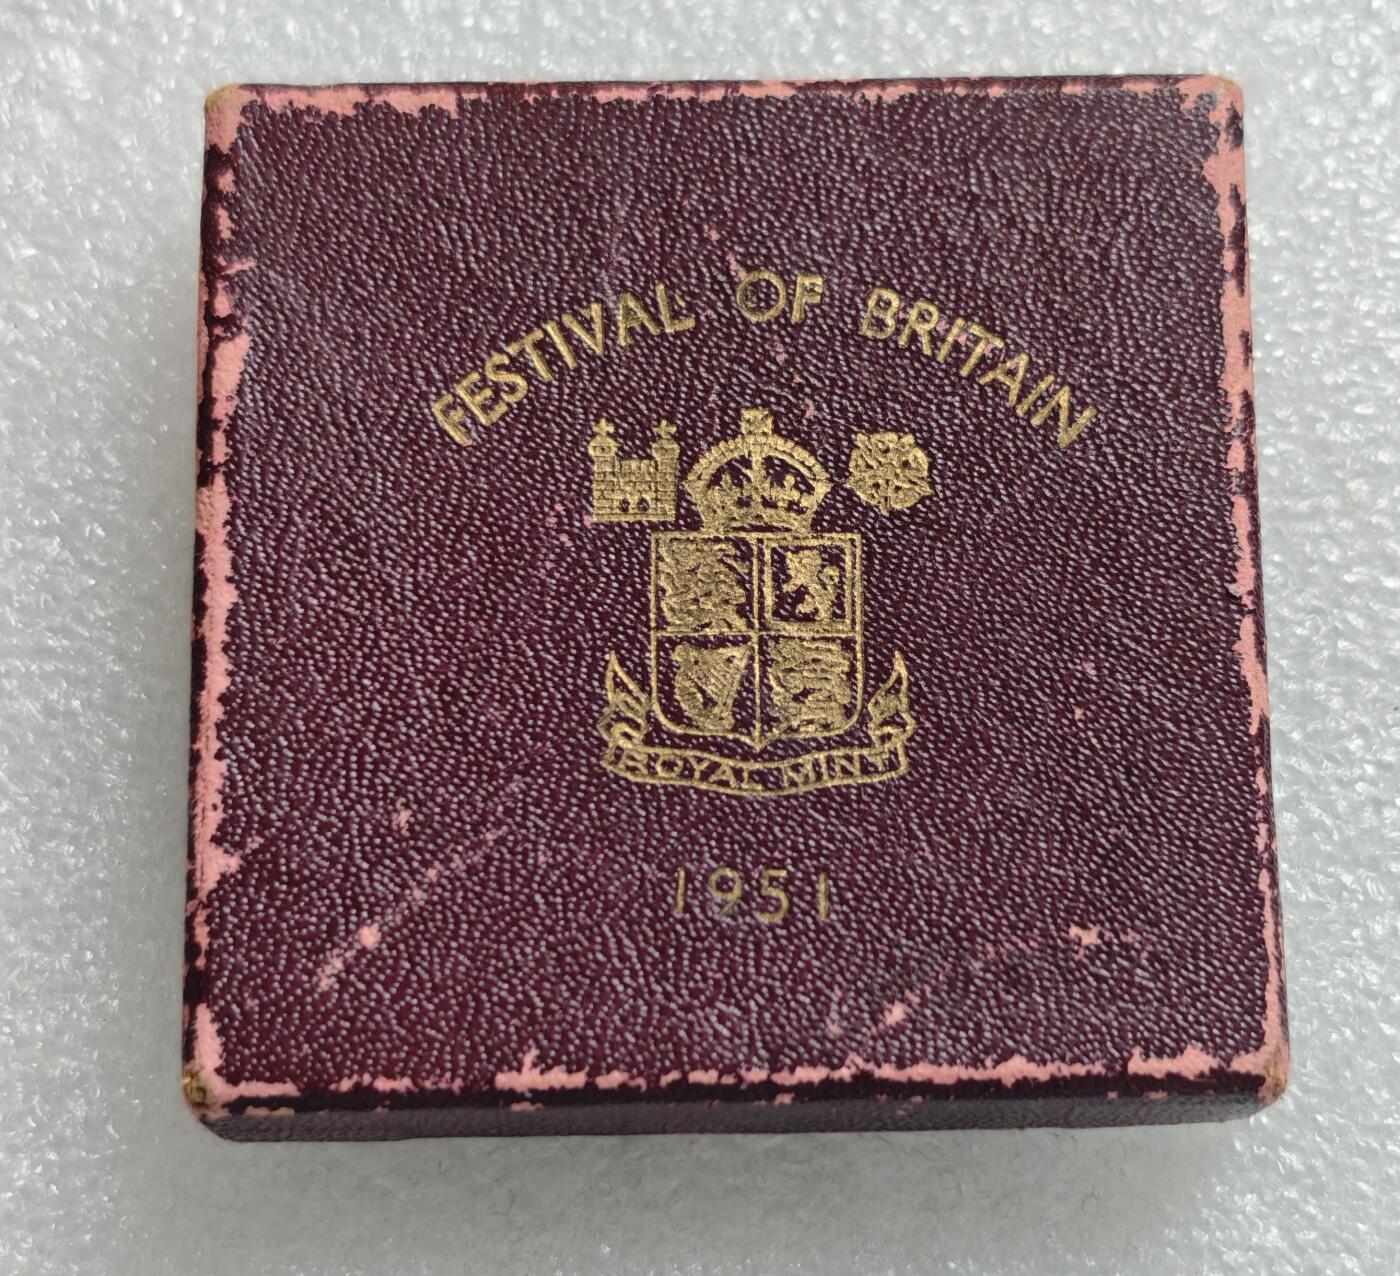 FESTIVAL OF BRITAIN
ROYAL MINT
1951